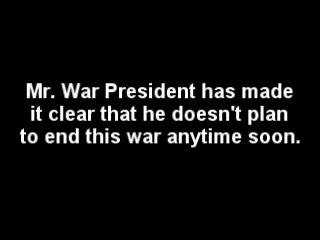 Mr. War President has made
it clear that he doesn't plan
to end this war anytime soon.